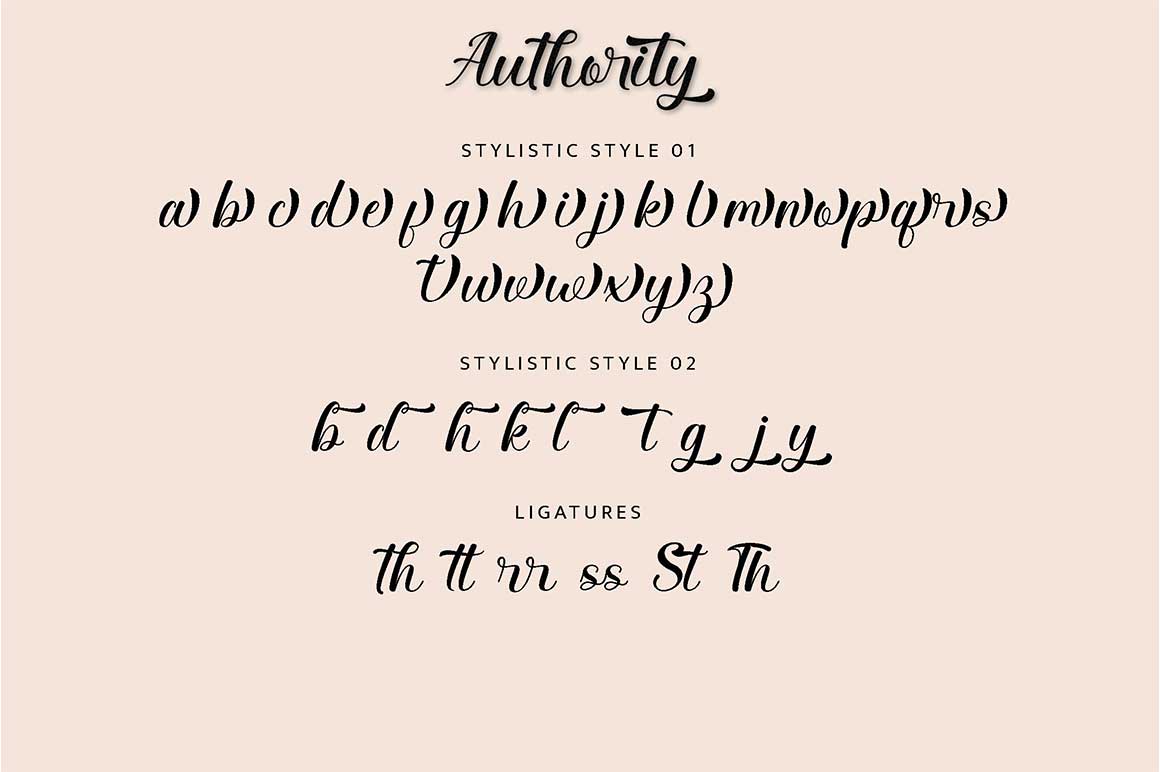 Authority
STYLISTIC STYLE 01
a b c d e f g h i j k l m n o p q r s
t u v w x y z
STYLISTIC STYLE 02
b d h k l t g j y
LIGATURES
th tt rr ss St Th